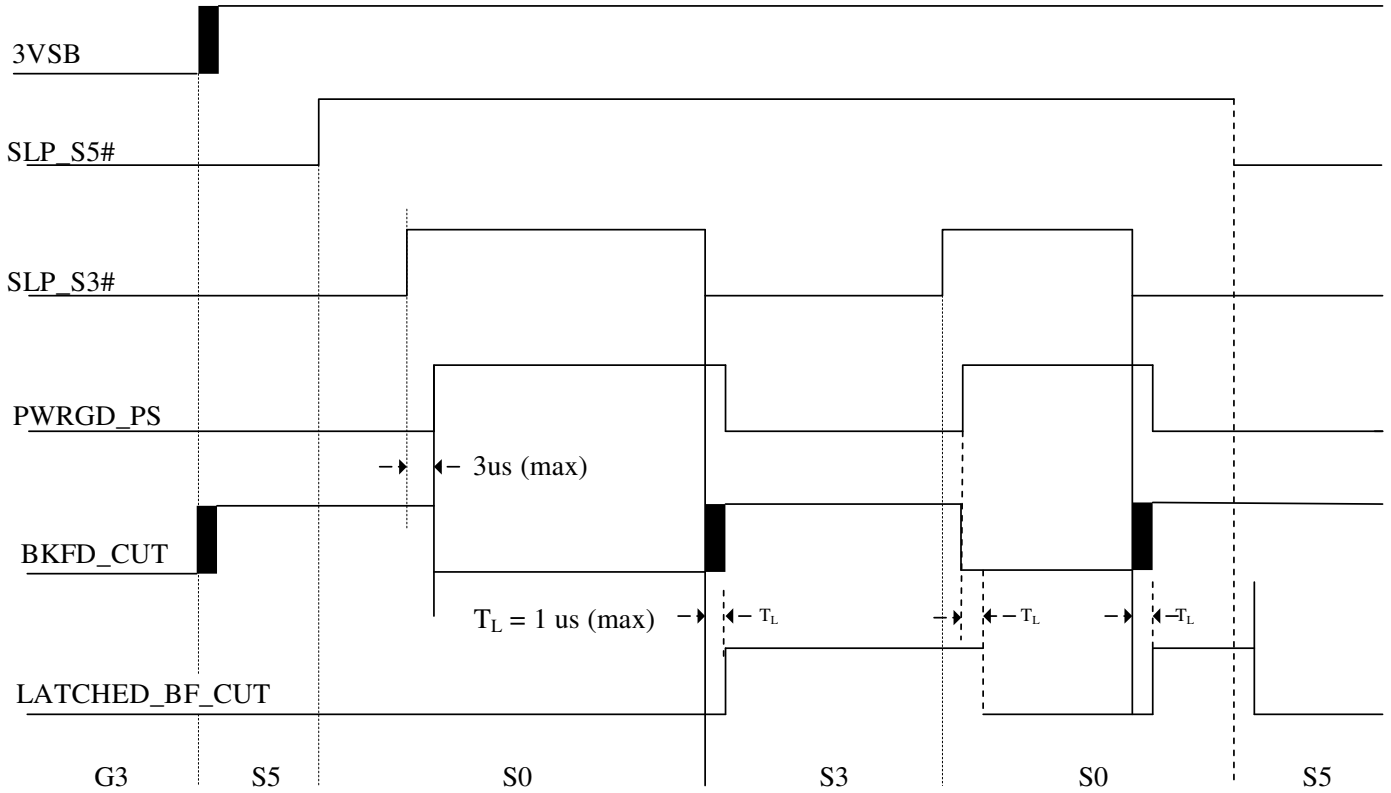 3VSB
SLP_S5#
SLP_S3#
PWRGD_PS
3us (max)
BKFD_CUT
T_L = 1 us (max)
T_L
T_L
T_L
LATCHED_BF_CUT
G3 S5 S0 S3 S0 S5